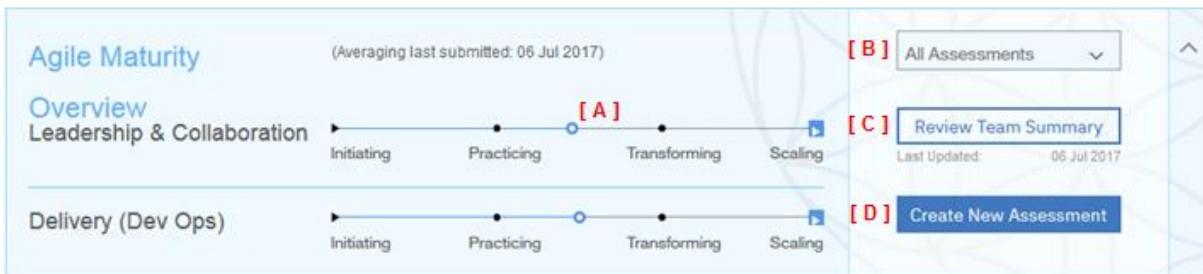 Agile Maturity
Overview
(Averaging last submitted: 06 Jul 2017)
Leadership & Collaboration
[ A ]
Initiating Practicing Transforming Scaling
Delivery (Dev Ops)
Initiating Practicing Transforming Scaling
[ B ] All Assessments
[ C ] Review Team Summary
Last Updated: 06 Jul 2017
[ D ] Create New Assessment